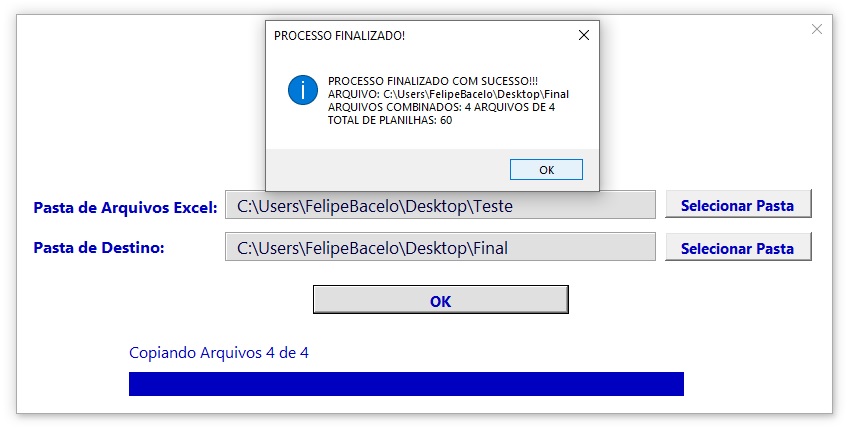 PROCESSO FINALIZADO!
PROCESSO FINALIZADO COM SUCESSO!!!
ARQUIVO: C:\Users\FelipeBacelo\Desktop\Final
ARQUIVOS COMBINADOS: 4 ARQUIVOS DE 4
TOTAL DE PLANILHAS: 60
OK
Pasta de Arquivos Excel: C:\Users\FelipeBacelo\Desktop\Teste Selecionar Pasta
Pasta de Destino: C:\Users\FelipeBacelo\Desktop\Final Selecionar Pasta
OK
Copiando Arquivos 4 de 4